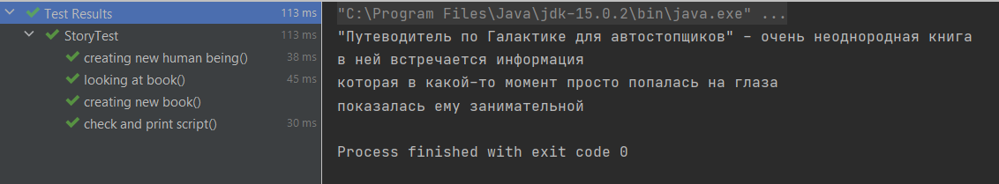 Test Results 113 ms
StoryTest 113 ms
creating new human being() 38 ms
looking at book() 45 ms
creating new book()
check and print script() 30 ms
"C:\Program Files\Java\jdk-15.0.2\bin\java.exe" ...
"Путеводитель по Галактике для автостопщиков" - очень неоднородная книга
в ней встречается информация
которая в какой-то момент просто попалась на глаза
показалась ему занимательной
Process finished with exit code 0